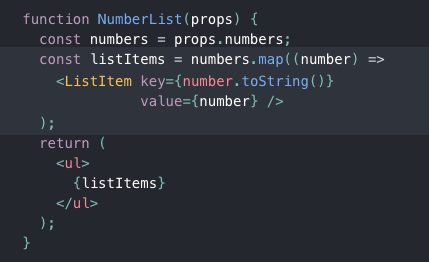 function NumberList(props) {
  const numbers = props.numbers;
  const listItems = numbers.map((number) =>
    <ListItem key={number.toString()}
              value={number} />
  );
  return (
    <ul>
      {listItems}
    </ul>
  );
}